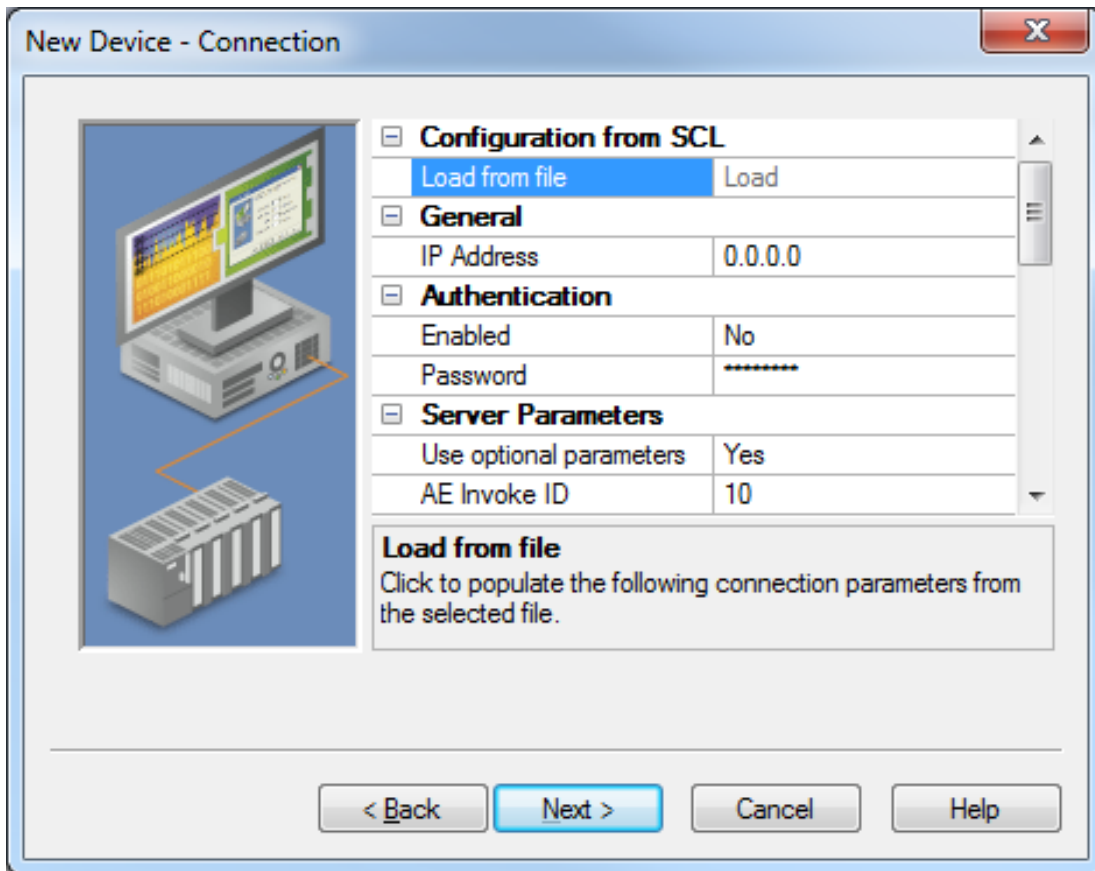 New Device - Connection
Configuration from SCL
Load from file Load
General
IP Address 0.0.0.0
Authentication
Enabled No
Password ********
Server Parameters
Use optional parameters Yes
AE Invoke ID 10
Load from file
Click to populate the following connection parameters from
the selected file.
< Back Next > Cancel Help